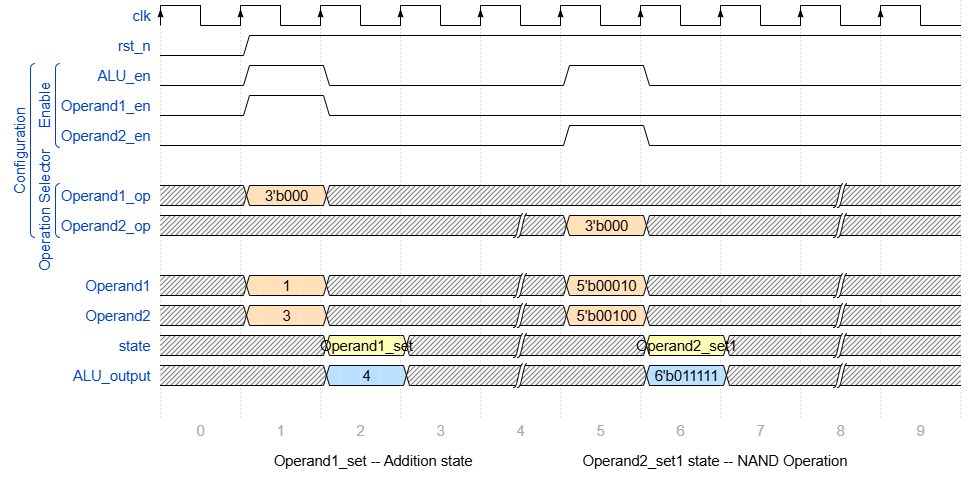 clk
rst_n
ALU_en
Operand1_en
Operand2_en
Enable
Configuration
Operation Selector
Operand1_op 3'b000
Operand2_op 3'b000
Operand1 1 5'b00010
Operand2 3 5'b00100
state Operand1_set Operand2_set1
ALU_output 4 6'b011111
0 1 2 3 4 5 6 7 8 9
Operand1_set -- Addition state Operand2_set1 state -- NAND Operation